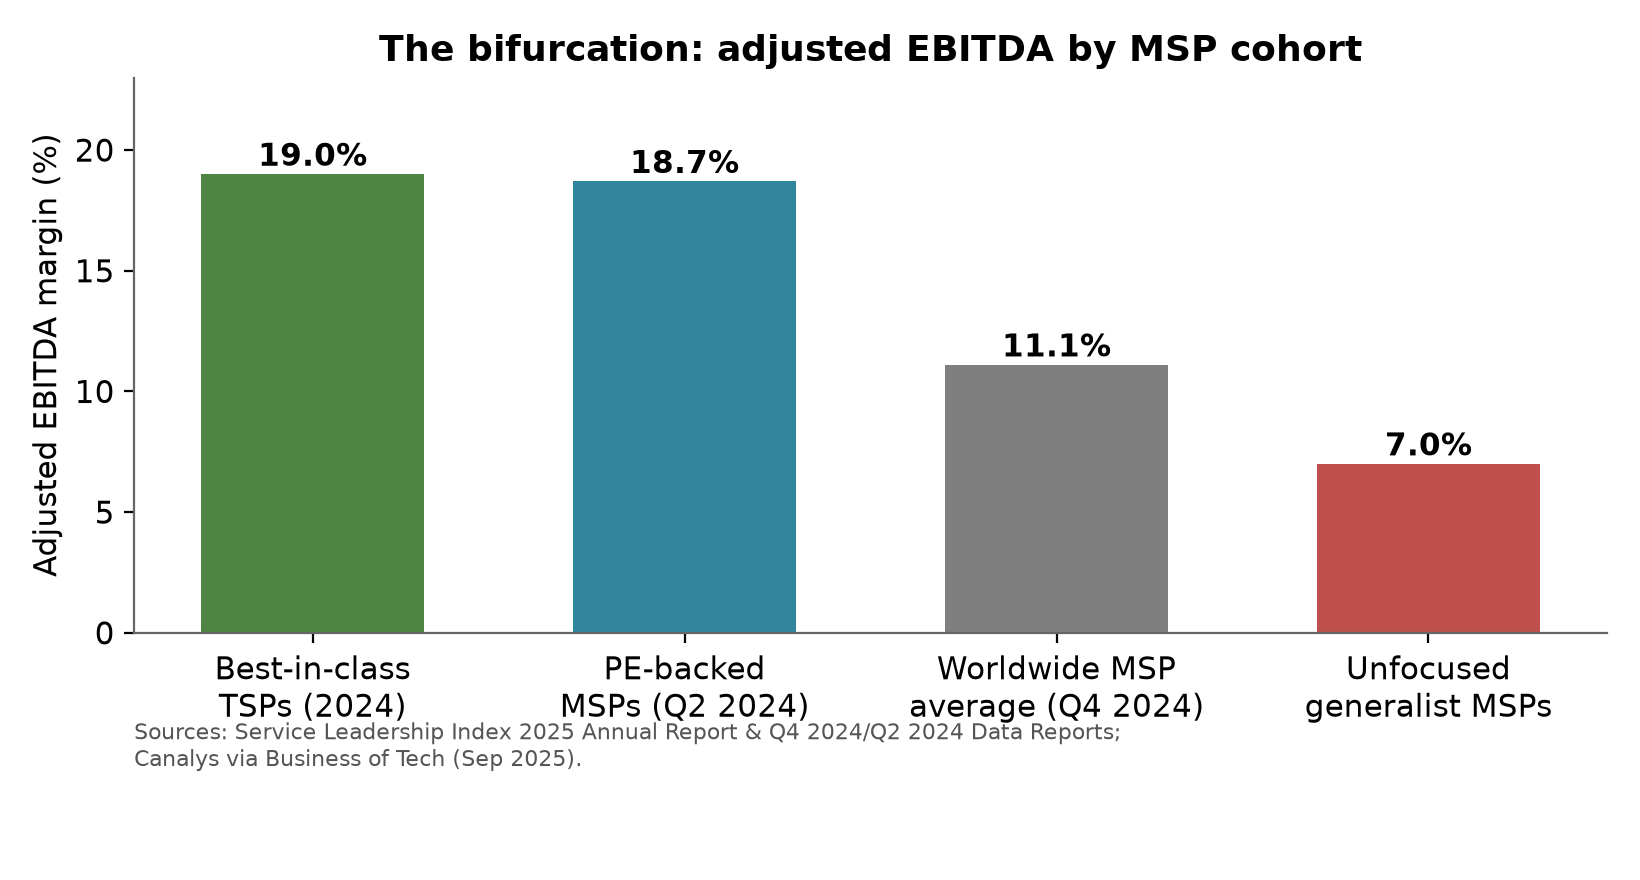 The bifurcation: adjusted EBITDA by MSP cohort
Adjusted EBITDA margin (%)
20
15
10
5
0
19.0%
18.7%
11.1%
7.0%
Best-in-class
TSPs (2024)
PE-backed
MSPs (Q2 2024)
Worldwide MSP
average (Q4 2024)
Unfocused
generalist MSPs
Sources: Service Leadership Index 2025 Annual Report & Q4 2024/Q2 2024 Data Reports;
Canalys via Business of Tech (Sep 2025).